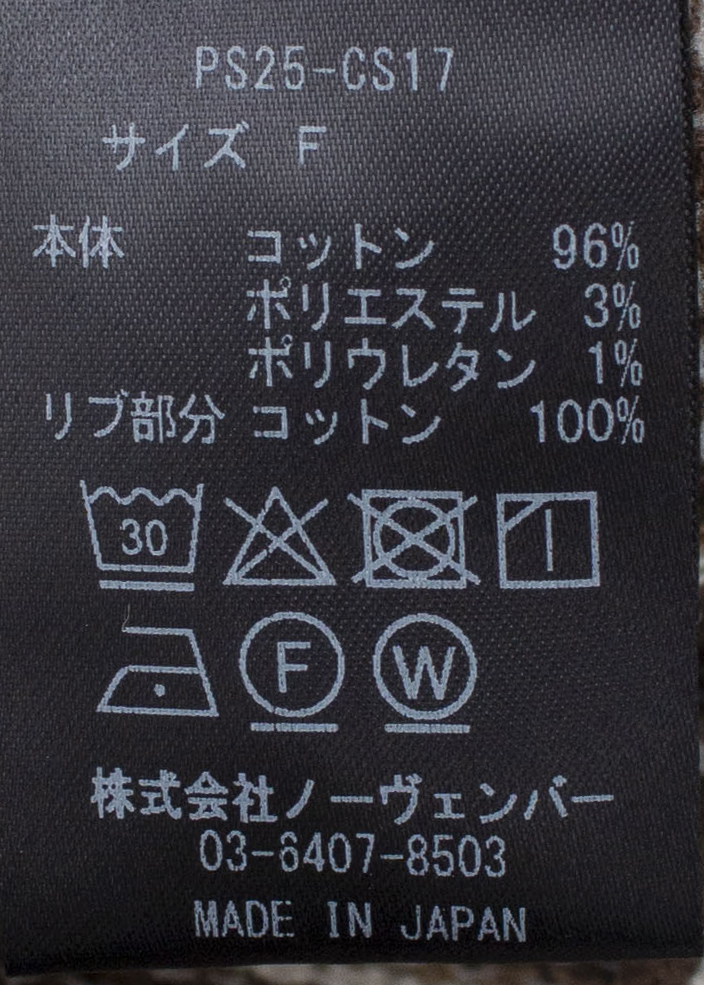 PS25-CS17
サイズ F
本体 コットン 96%
ポリエステル 3%
ポリウレタン 1%
リブ部分 コットン 100%
30
F W
株式会社ノーヴェンバー
03-6407-8503
MADE IN JAPAN